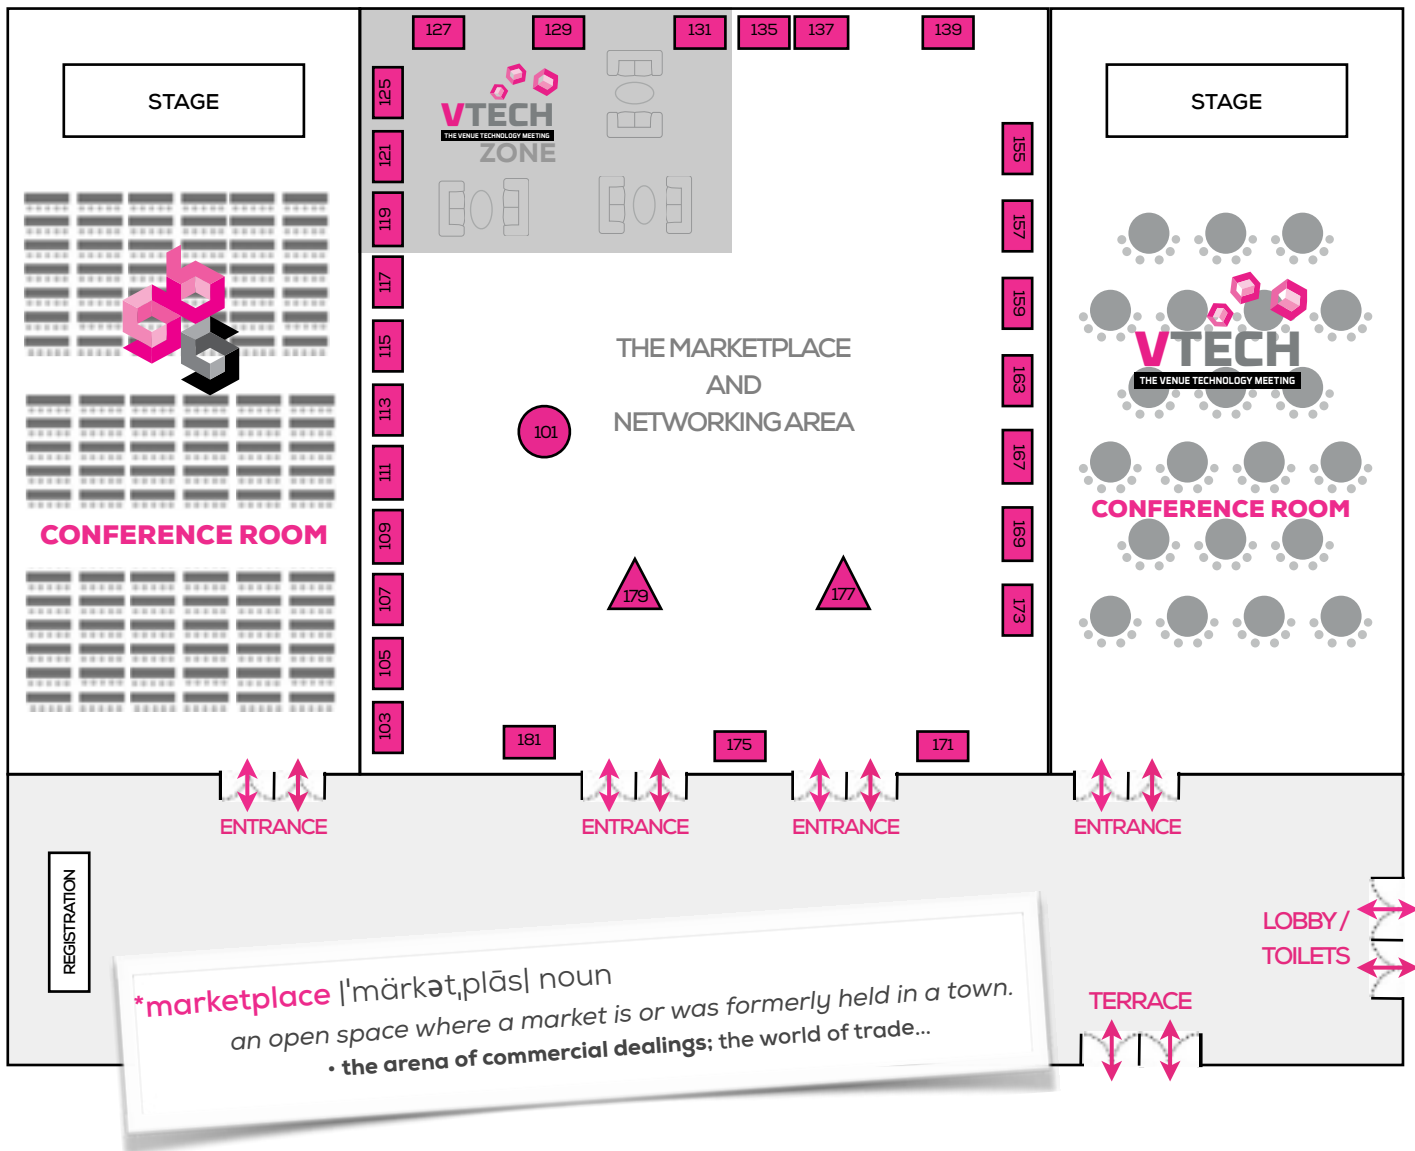 127
129
131
135
137
139
STAGE
STAGE
125
121
119
117
115
113
111
109
107
105
103
VTECH
THE VENUE TECHNOLOGY MEETING
ZONE
155
157
159
163
167
169
173
THE MARKETPLACE
AND
NETWORKING AREA
101
179
177
181
175
171
CONFERENCE ROOM
VTECH
THE VENUE TECHNOLOGY MEETING
CONFERENCE ROOM
ENTRANCE
ENTRANCE
ENTRANCE
ENTRANCE
REGISTRATION
LOBBY /
TOILETS
TERRACE
*marketplace |ˈmärkətˌplās| noun
an open space where a market is or was formerly held in a town.
• the arena of commercial dealings; the world of trade...